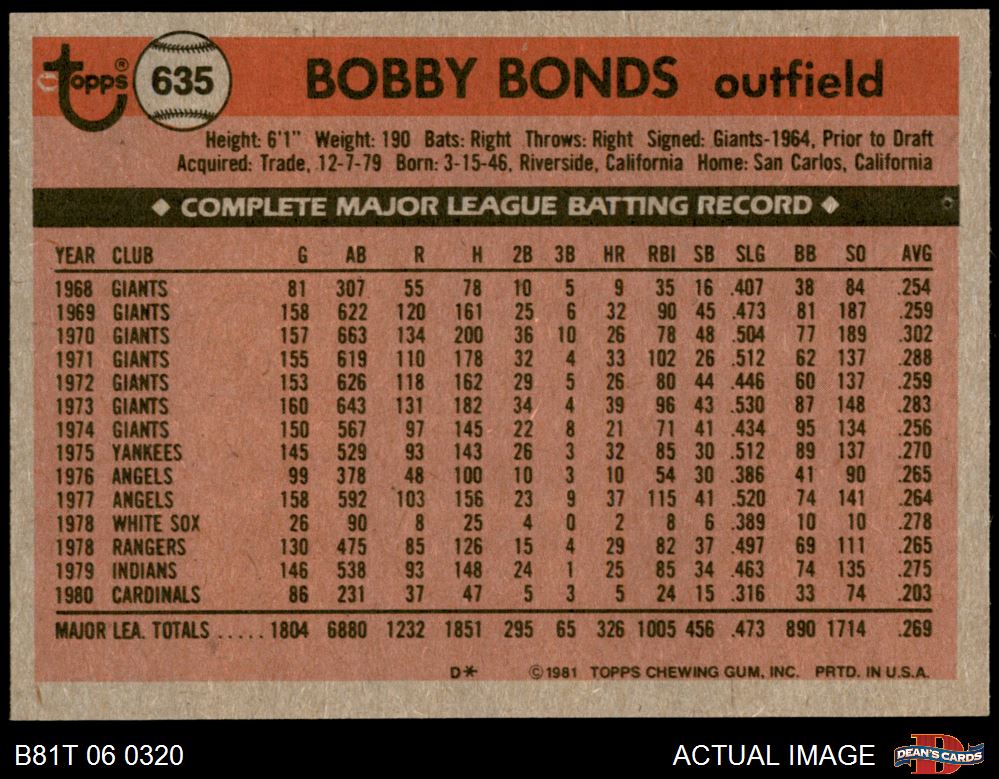 topps® 635 BOBBY BONDS outfield
Height: 6'1" Weight: 190 Bats: Right Throws: Right Signed: Giants-1964, Prior to Draft
Acquired: Trade, 12-7-79 Born: 3-15-46, Riverside, California Home: San Carlos, California
◆ COMPLETE MAJOR LEAGUE BATTING RECORD ◆
YEAR CLUB G AB R H 2B 3B HR RBI SB SLG BB SO AVG
1968 GIANTS 81 307 55 78 10 5 9 35 16 .407 38 84 .254
1969 GIANTS 158 622 120 161 25 6 32 90 45 .473 81 187 .259
1970 GIANTS 157 663 134 200 36 10 26 78 48 .504 77 189 .302
1971 GIANTS 155 619 110 178 32 4 33 102 26 .512 62 137 .288
1972 GIANTS 153 626 118 162 29 5 26 80 44 .446 60 137 .259
1973 GIANTS 160 643 131 182 34 4 39 96 43 .530 87 148 .283
1974 GIANTS 150 567 97 145 22 8 21 71 41 .434 95 134 .256
1975 YANKEES 145 529 93 143 26 3 32 85 30 .512 89 137 .270
1976 ANGELS 99 378 48 100 10 3 10 54 30 .386 41 90 .265
1977 ANGELS 158 592 103 156 23 9 37 115 41 .520 74 141 .264
1978 WHITE SOX 26 90 8 25 4 0 2 8 6 .389 10 10 .278
1978 RANGERS 130 475 85 126 15 4 29 82 37 .497 69 111 .265
1979 INDIANS 146 538 93 148 24 1 25 85 34 .463 74 135 .275
1980 CARDINALS 86 231 37 47 5 3 5 24 15 .316 33 74 .203
MAJOR LEA. TOTALS ..... 1804 6880 1232 1851 295 65 326 1005 456 .473 890 1714 .269
D* ©1981 TOPPS CHEWING GUM, INC. PRTD. IN U.S.A.
B81T 06 0320 ACTUAL IMAGE DEAN'S CARDS